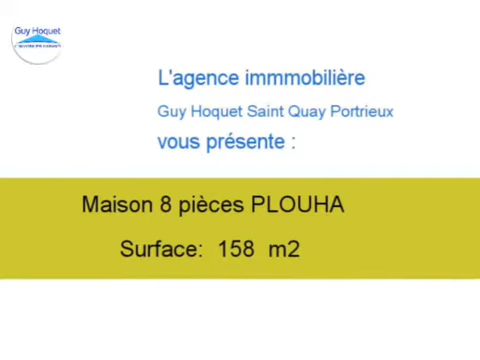 Guy Hoquet
L'agence immmobilière
Guy Hoquet Saint Quay Portrieux
vous présente :
Maison 8 pièces PLOUHA
Surface: 158 m2